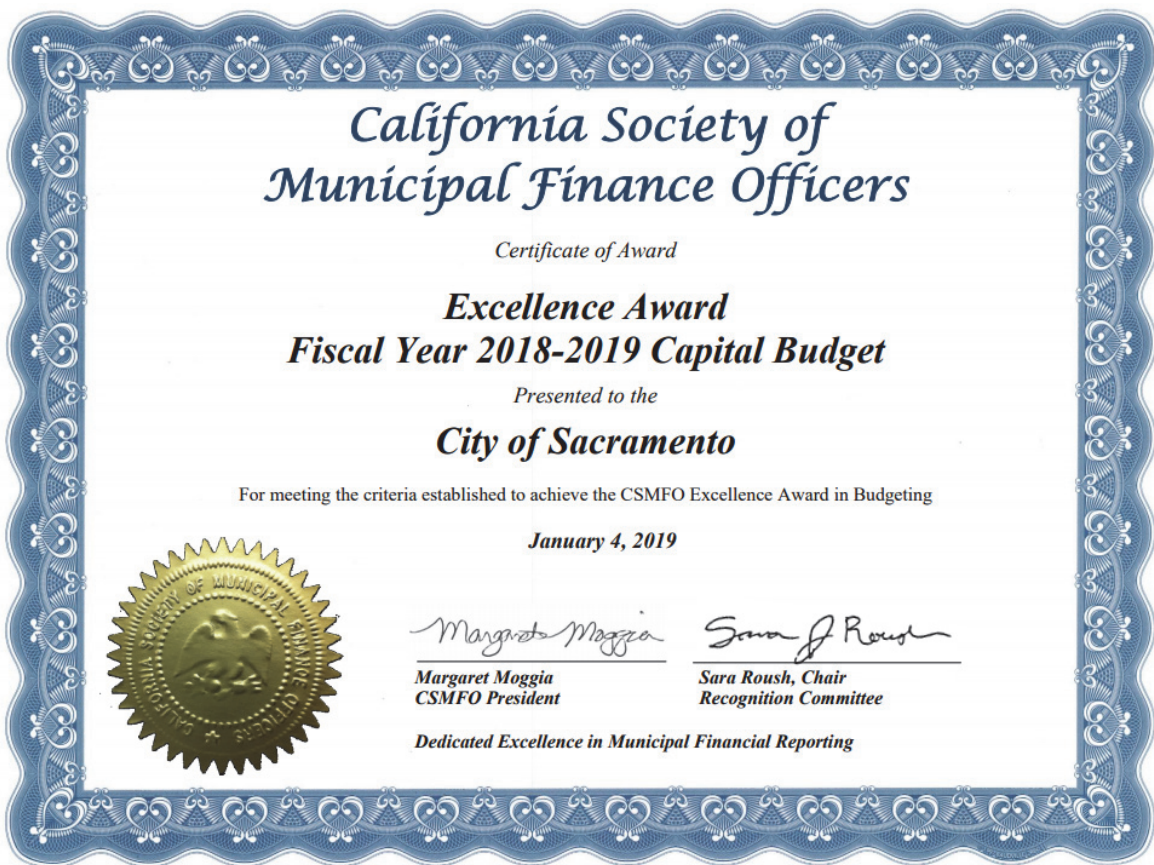 California Society of
Municipal Finance Officers
Certificate of Award
Excellence Award
Fiscal Year 2018-2019 Capital Budget
Presented to the
City of Sacramento
For meeting the criteria established to achieve the CSMFO Excellence Award in Budgeting
January 4, 2019
CALIFORNIA SOCIETY OF MUNICIPAL FINANCE OFFICERS
Margaret Moggia
Sara J Roush
Margaret Moggia
CSMFO President
Sara Roush, Chair
Recognition Committee
Dedicated Excellence in Municipal Financial Reporting